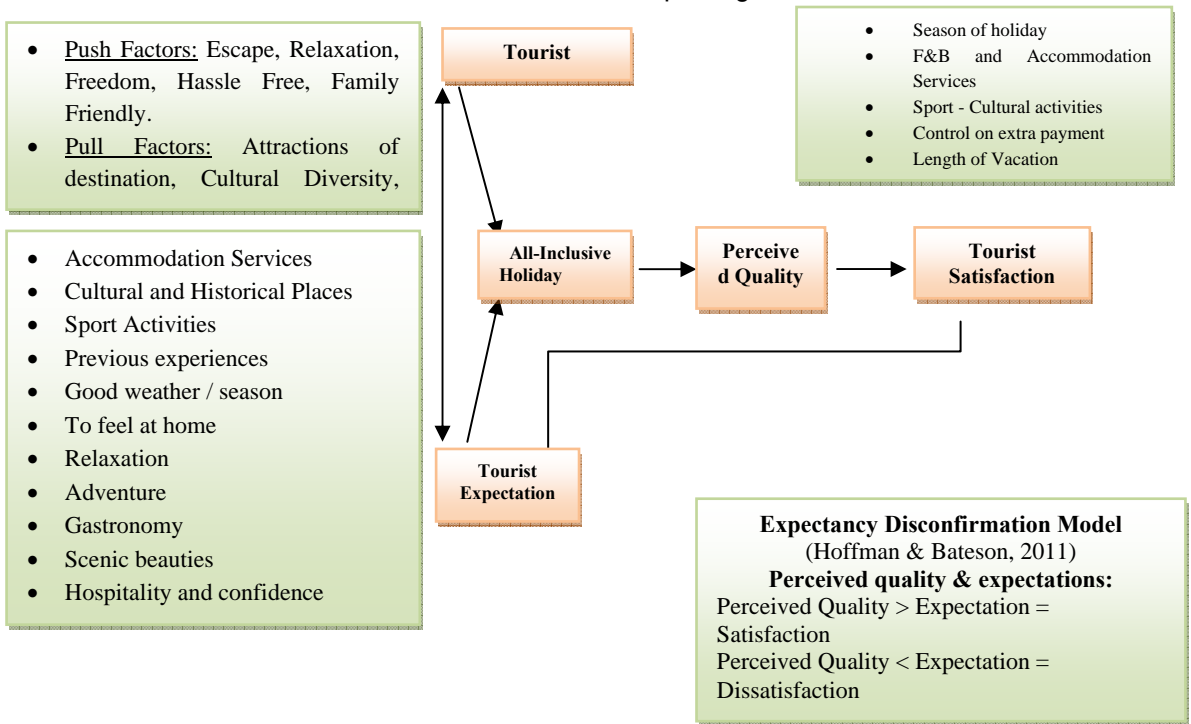 • Push Factors: Escape, Relaxation,
Freedom, Hassle Free, Family
Friendly.
• Pull Factors: Attractions of
destination, Cultural Diversity,
Tourist
• Season of holiday
• F&B and Accommodation
Services
• Sport - Cultural activities
• Control on extra payment
• Length of Vacation
• Accommodation Services
• Cultural and Historical Places
• Sport Activities
• Previous experiences
• Good weather / season
• To feel at home
• Relaxation
• Adventure
• Gastronomy
• Scenic beauties
• Hospitality and confidence
All-Inclusive
Holiday
Perceive
d Quality
Tourist
Satisfaction
Tourist
Expectation
Expectancy Disconfirmation Model
(Hoffman & Bateson, 2011)
Perceived quality & expectations:
Perceived Quality > Expectation =
Satisfaction
Perceived Quality < Expectation =
Dissatisfaction